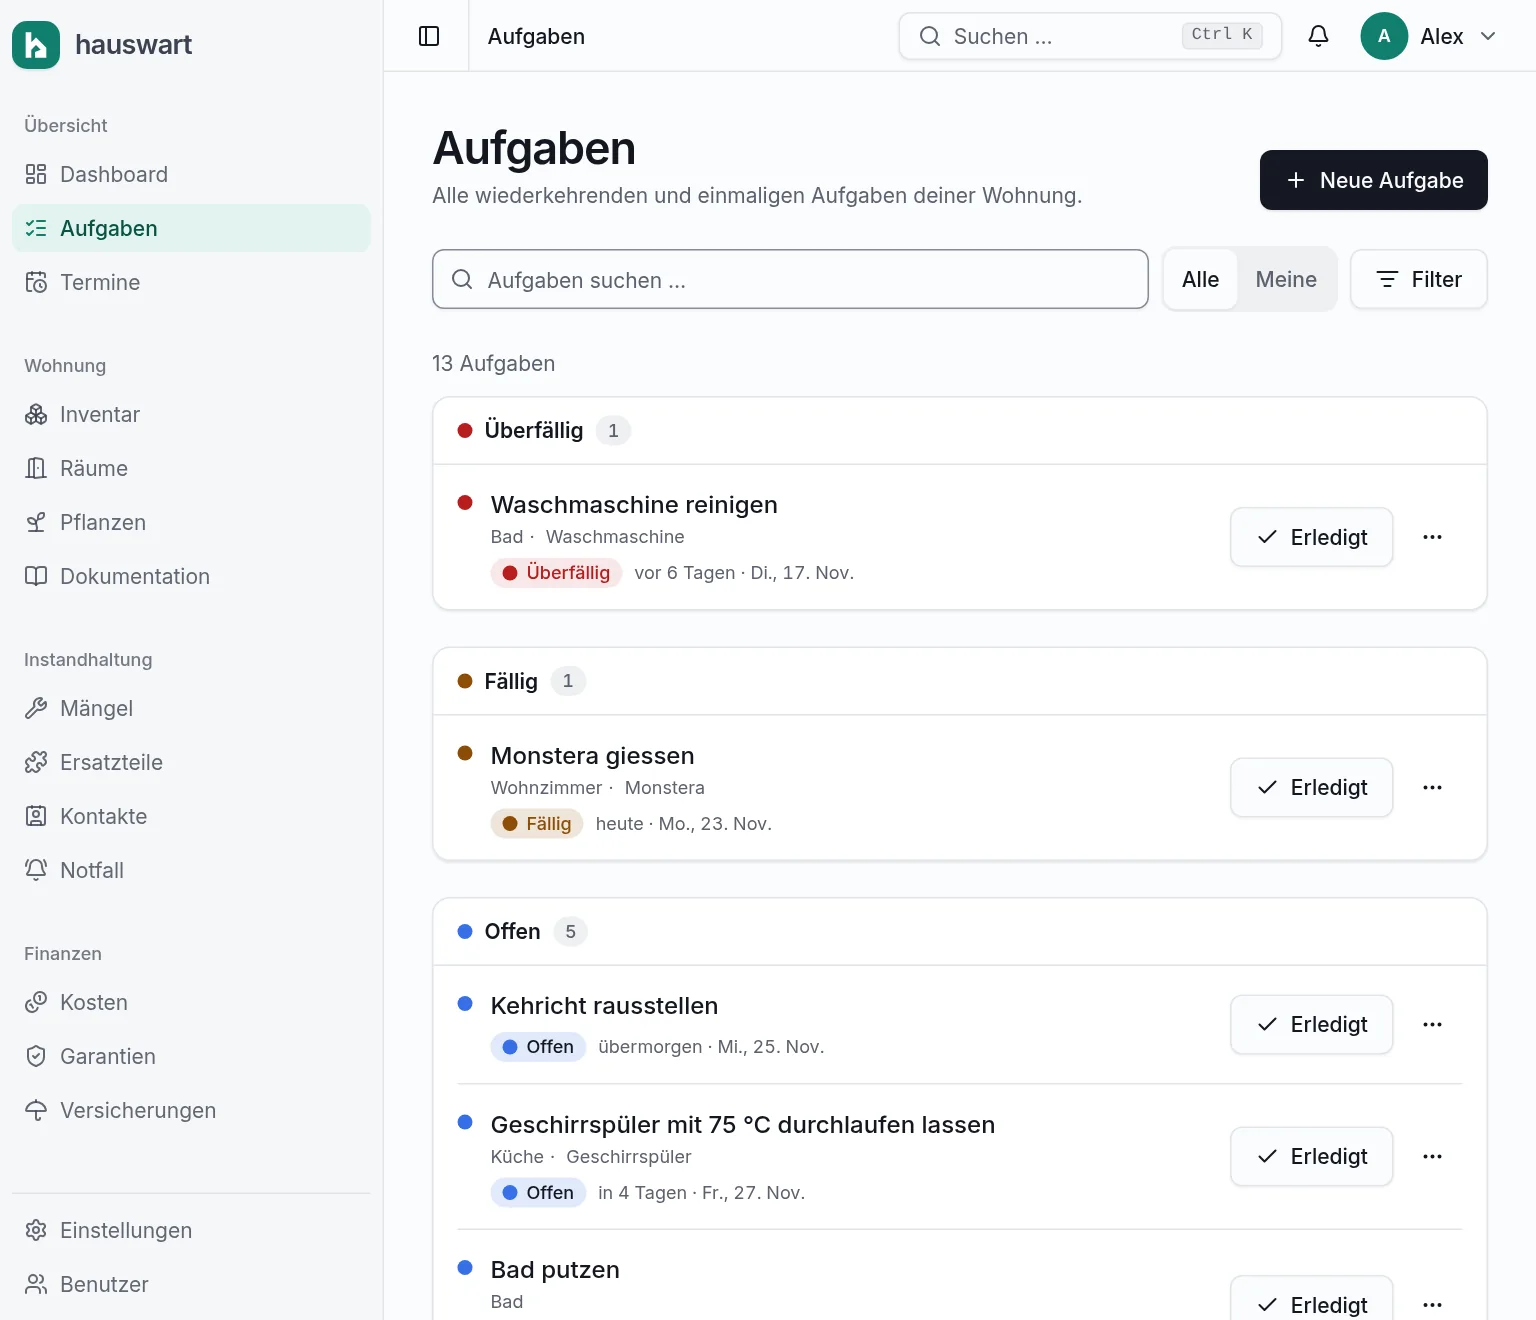 hauswart
Übersicht
Dashboard
Aufgaben
Termine
Wohnung
Inventar
Räume
Pflanzen
Dokumentation
Instandhaltung
Mängel
Ersatzteile
Kontakte
Notfall
Finanzen
Kosten
Garantien
Versicherungen
Einstellungen
Benutzer
Aufgaben
Suchen ... Ctrl K
A Alex
Aufgaben
Alle wiederkehrenden und einmaligen Aufgaben deiner Wohnung.
Neue Aufgabe
Aufgaben suchen ...
Alle Meine
Filter
13 Aufgaben
Überfällig 1
Waschmaschine reinigen
Bad · Waschmaschine
Überfällig vor 6 Tagen · Di., 17. Nov.
Erledigt
Fällig 1
Monstera giessen
Wohnzimmer · Monstera
Fällig heute · Mo., 23. Nov.
Erledigt
Offen 5
Kehricht rausstellen
Offen übermorgen · Mi., 25. Nov.
Erledigt
Geschirrspüler mit 75 °C durchlaufen lassen
Küche · Geschirrspüler
Offen in 4 Tagen · Fr., 27. Nov.
Erledigt
Bad putzen
Bad
Erledigt